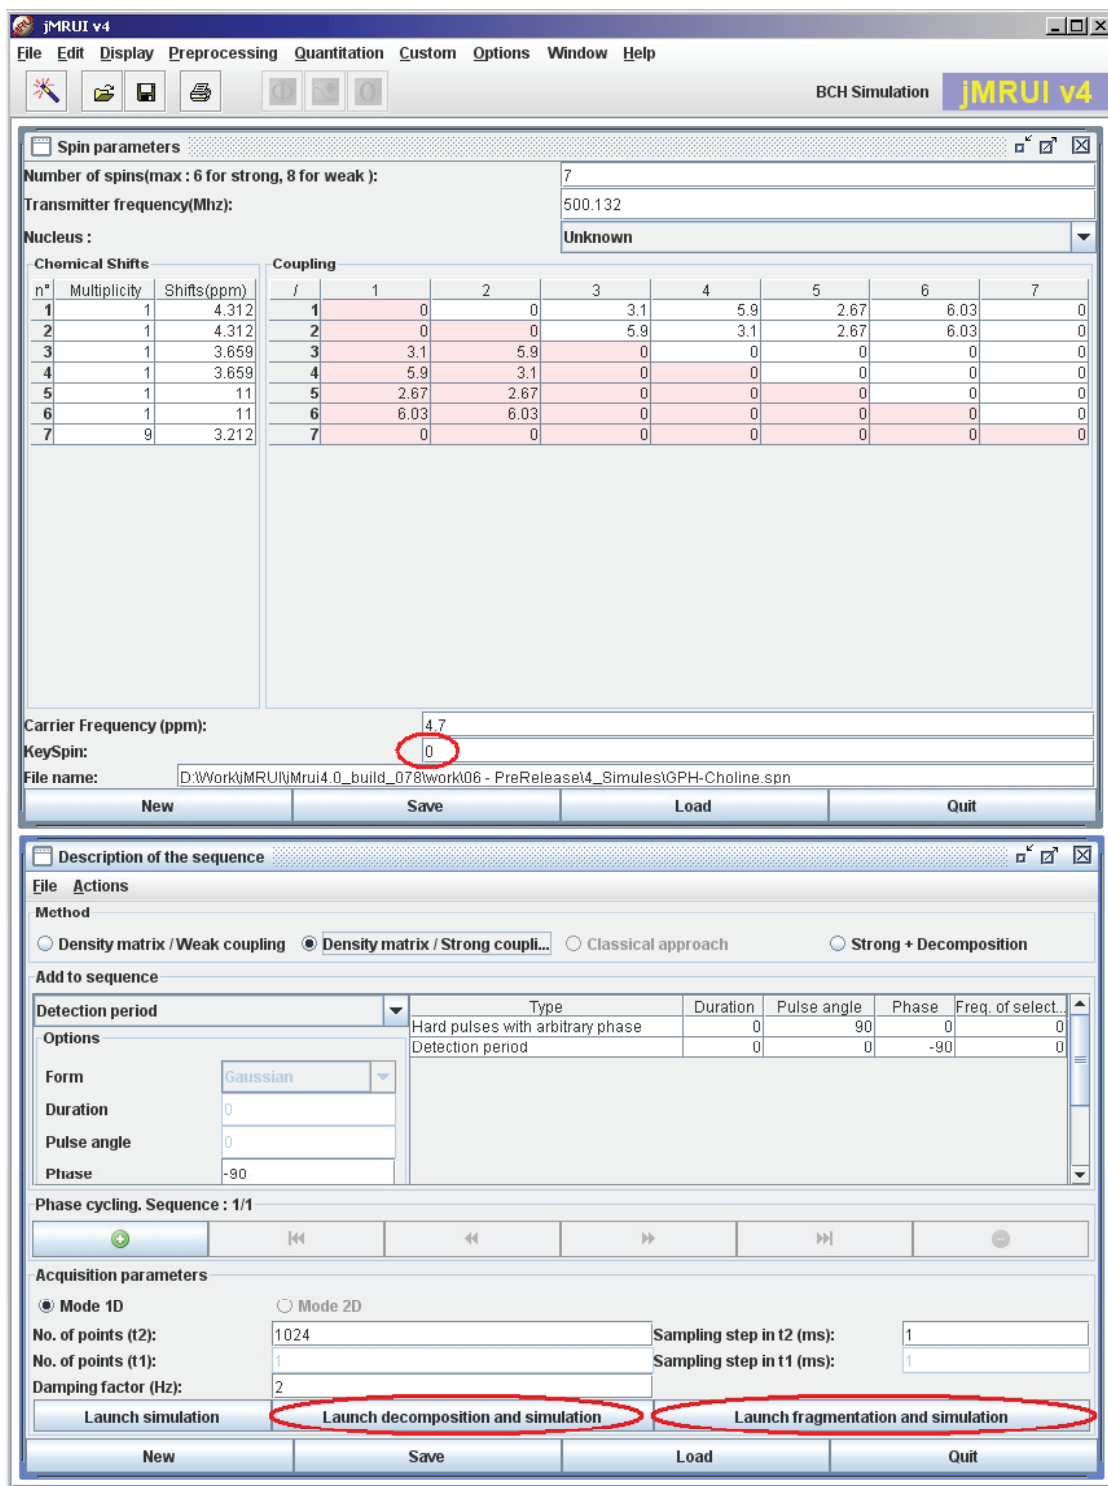 jMRUI v4
File Edit Display Preprocessing Quantitation Custom Options Window Help
BCH Simulation jMRUI v4
Spin parameters
Number of spins(max : 6 for strong, 8 for weak ): 7
Transmitter frequency(Mhz): 500.132
Nucleus : Unknown
Chemical Shifts Coupling
n° Multiplicity Shifts(ppm) / 1 2 3 4 5 6 7
1 1 4.312 1 0 0 3.1 5.9 2.67 6.03 0
2 1 4.312 2 0 0 5.9 3.1 2.67 6.03 0
3 1 3.659 3 3.1 5.9 0 0 0 0 0
4 1 3.659 4 5.9 3.1 0 0 0 0 0
5 1 11 5 2.67 2.67 0 0 0 0 0
6 1 11 6 6.03 6.03 0 0 0 0 0
7 9 3.212 7 0 0 0 0 0 0 0
Carrier Frequency (ppm): 4.7
KeySpin: 0
File name: D:\Work\jMRUI\jMrui4.0_build_078\work\06 - PreRelease\4_Simules\GPH-Choline.spn
New Save Load Quit
Description of the sequence
File Actions
Method
Density matrix / Weak coupling Density matrix / Strong coupli... Classical approach Strong + Decomposition
Add to sequence
Detection period Type Duration Pulse angle Phase Freq. of select...
Hard pulses with arbitrary phase 0 90 0 0
Detection period 0 0 -90 0
Options
Form Gaussian
Duration 0
Pulse angle 0
Phase -90
Phase cycling. Sequence : 1/1
Acquisition parameters
Mode 1D Mode 2D
No. of points (t2): 1024 Sampling step in t2 (ms): 1
No. of points (t1): 1 Sampling step in t1 (ms): 1
Damping factor (Hz): 2
Launch simulation Launch decomposition and simulation Launch fragmentation and simulation
New Save Load Quit